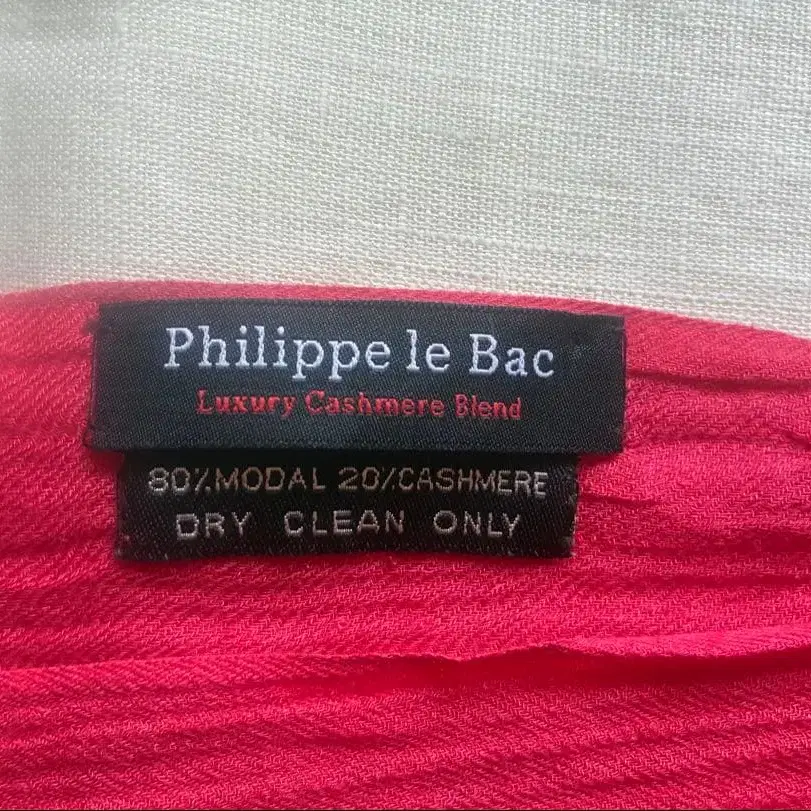 Philippe le Bac
Luxury Cashmere Blend
80%MODAL 20%CASHMERE
DRY CLEAN ONLY